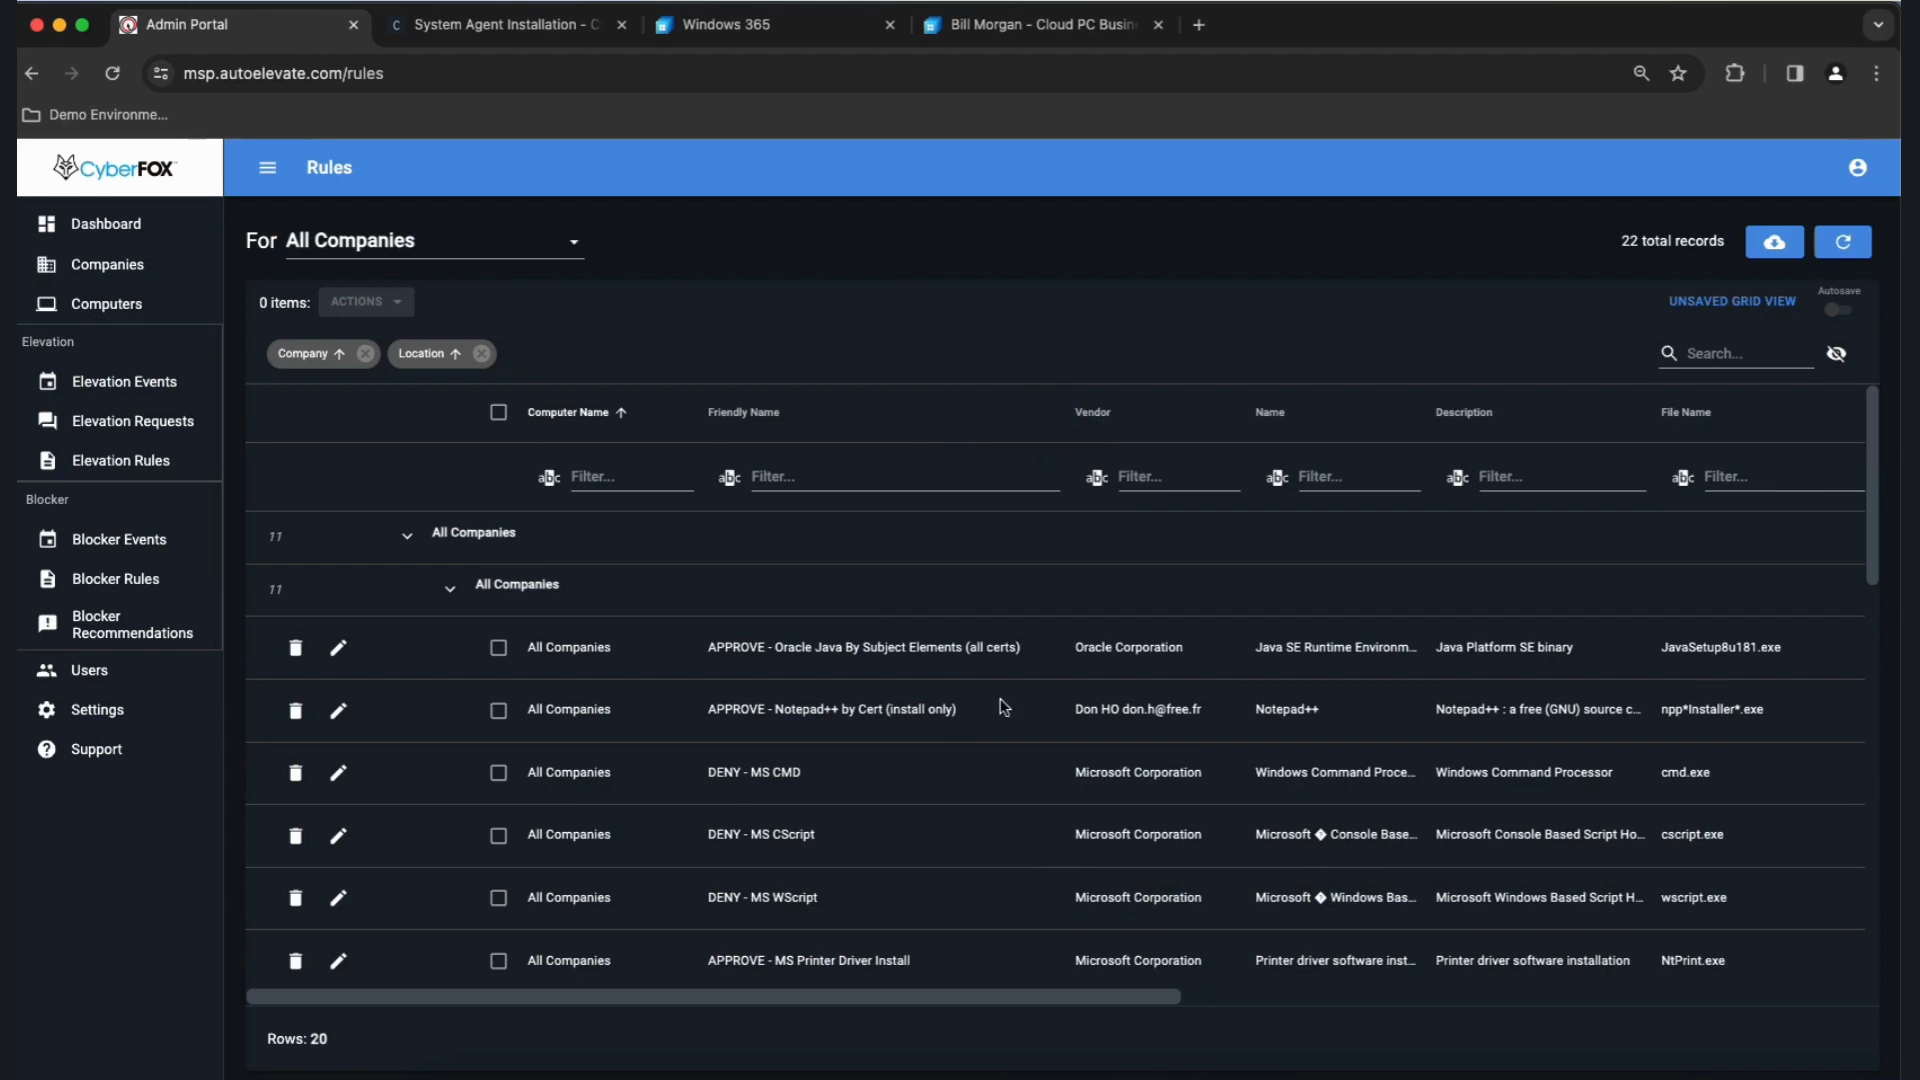 Admin Portal
System Agent Installation - C
Windows 365
Bill Morgan - Cloud PC Busin
msp.autoelevate.com/rules
Demo Environme...
CyberFOX
Rules
Dashboard
Companies
Computers
Elevation
Elevation Events
Elevation Requests
Elevation Rules
Blocker
Blocker Events
Blocker Rules
Blocker
Recommendations
Users
Settings
Support
For All Companies
22 total records
0 items: ACTIONS
UNSAVED GRID VIEW
Autosave
Company
Location
Search...
Computer Name Friendly Name Vendor Name Description File Name
abc Filter... abc Filter... abc Filter... abc Filter... abc Filter... abc Filter...
11 All Companies
11 All Companies
All Companies APPROVE - Oracle Java By Subject Elements (all certs) Oracle Corporation Java SE Runtime Environm... Java Platform SE binary JavaSetup8u181.exe
All Companies APPROVE - Notepad++ by Cert (install only) Don HO don.h@free.fr Notepad++ Notepad++ : a free (GNU) source c... npp*Installer*.exe
All Companies DENY - MS CMD Microsoft Corporation Windows Command Proce... Windows Command Processor cmd.exe
All Companies DENY - MS CScript Microsoft Corporation Microsoft � Console Base... Microsoft Console Based Script Ho... cscript.exe
All Companies DENY - MS WScript Microsoft Corporation Microsoft � Windows Bas... Microsoft Windows Based Script H... wscript.exe
All Companies APPROVE - MS Printer Driver Install Microsoft Corporation Printer driver software inst... Printer driver software installation NtPrint.exe
Rows: 20